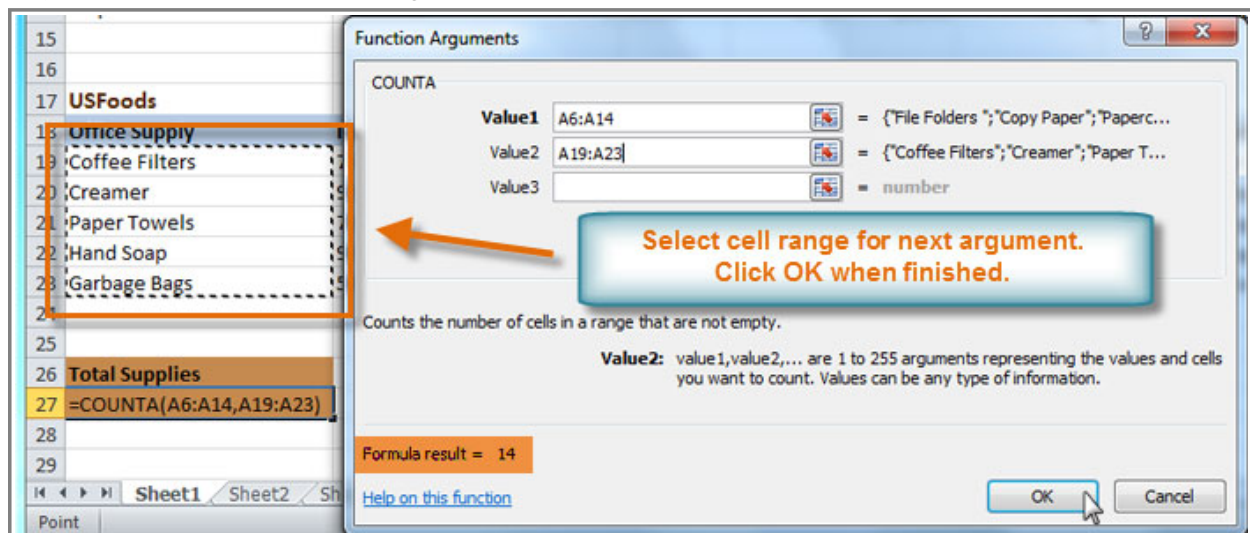 15
16
17 USFoods
18 Office Supply
19 Coffee Filters
20 Creamer
21 Paper Towels
22 Hand Soap
23 Garbage Bags
24
25
26 Total Supplies
27 =COUNTA(A6:A14,A19:A23)
28
29
Sheet1 Sheet2 Sh
Point
Function Arguments
COUNTA
Value1 A6:A14 = {"File Folders ";"Copy Paper";"Paperc...
Value2 A19:A23 = {"Coffee Filters";"Creamer";"Paper T...
Value3 = number
Select cell range for next argument.
Click OK when finished.
Counts the number of cells in a range that are not empty.
Value2: value1,value2,... are 1 to 255 arguments representing the values and cells
you want to count. Values can be any type of information.
Formula result = 14
Help on this function
OK Cancel